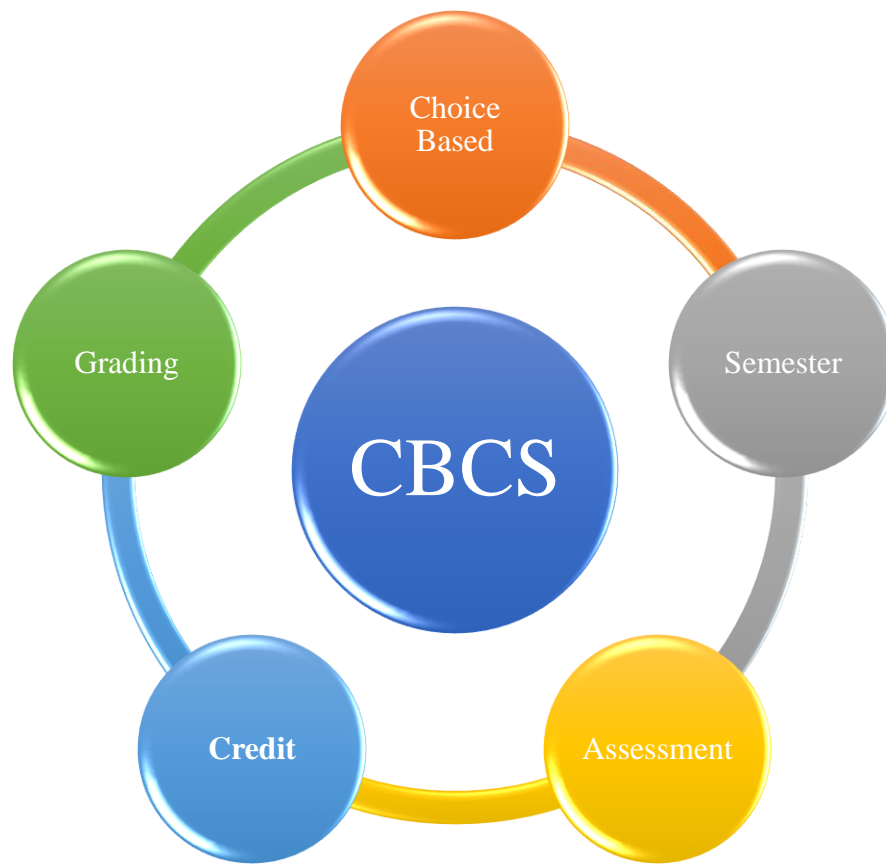 Choice
Based
Grading
Semester
CBCS
Credit
Assessment